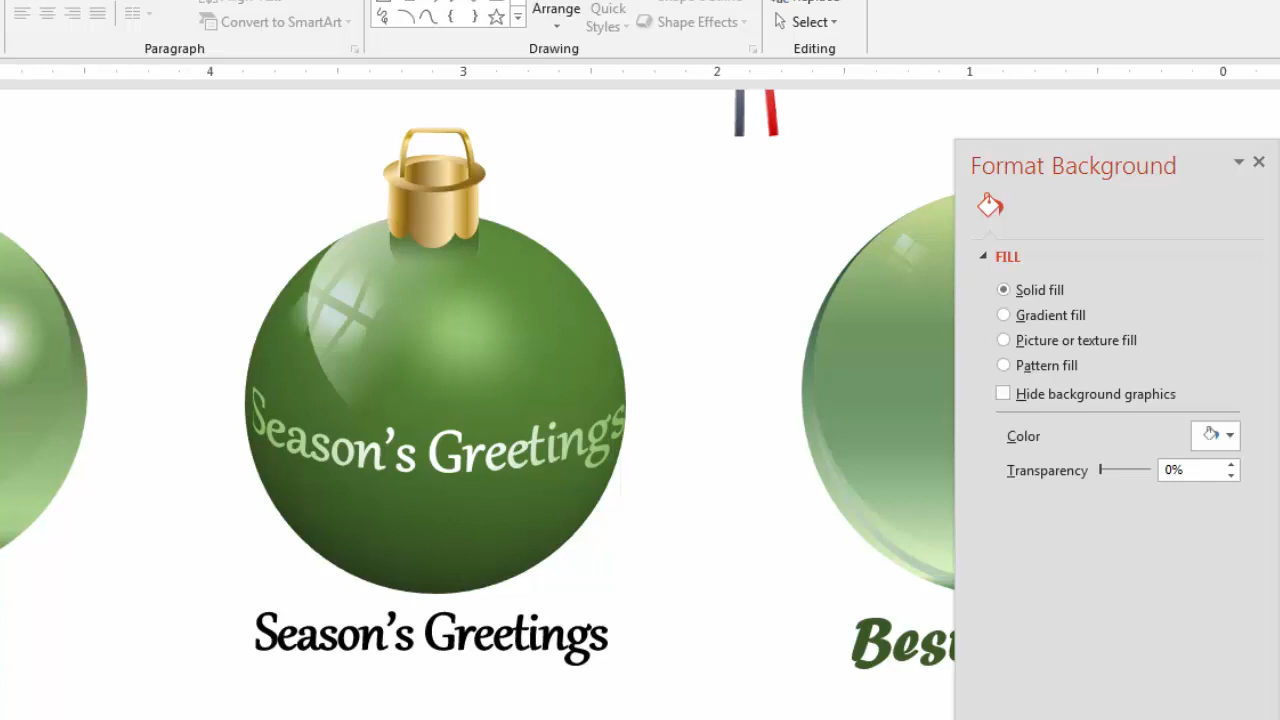 Convert to SmartArt
Arrange
Quick
Styles
Shape Effects
Select
Paragraph
Drawing
Editing
4 3 2 1 0
Format Background
FILL
Solid fill
Gradient fill
Picture or texture fill
Pattern fill
Hide background graphics
Color
Transparency 0%
Season's Greetings
Season's Greetings
Best